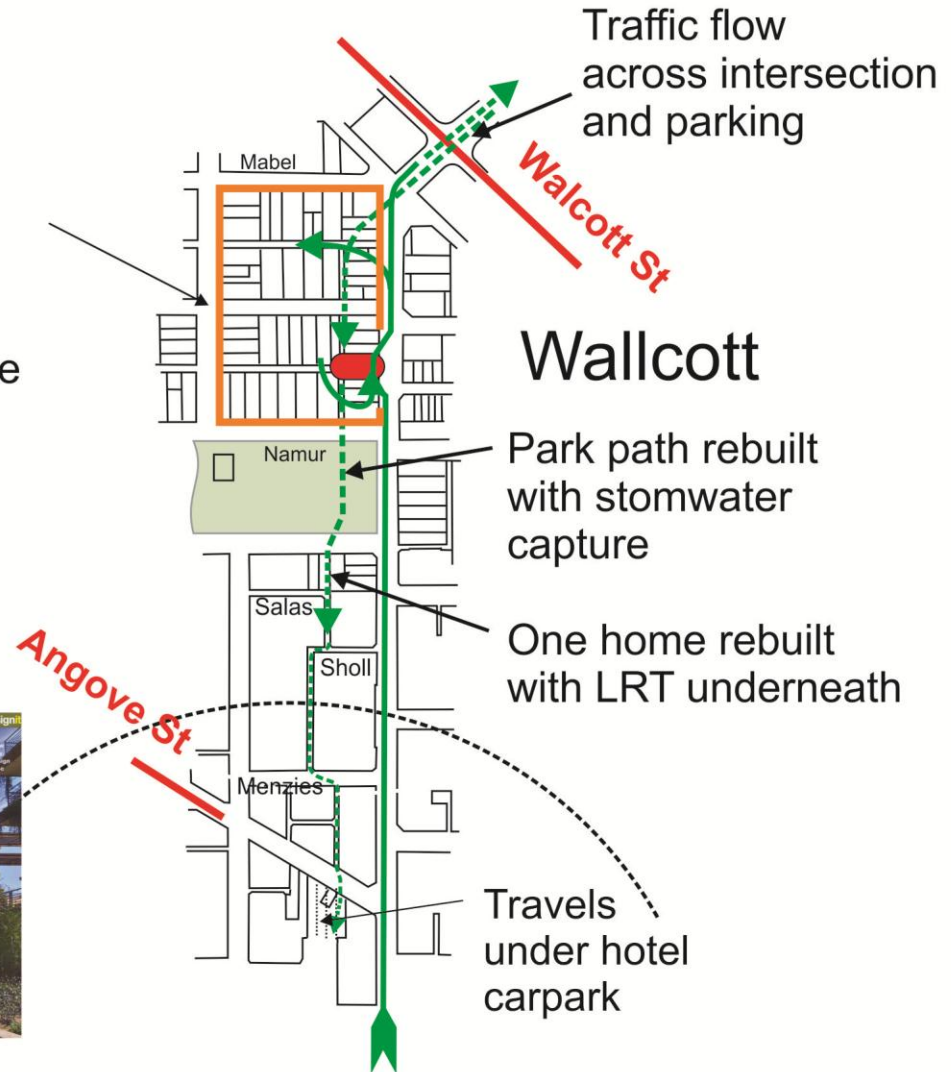 Traffic flow
across intersection
and parking
Mabel
Walcott St
e
Wallcott
Namur
Park path rebuilt
with stomwater
capture
Salas
One home rebuilt
with LRT underneath
Sholl
Angove St
Menzies
Travels
under hotel
carpark